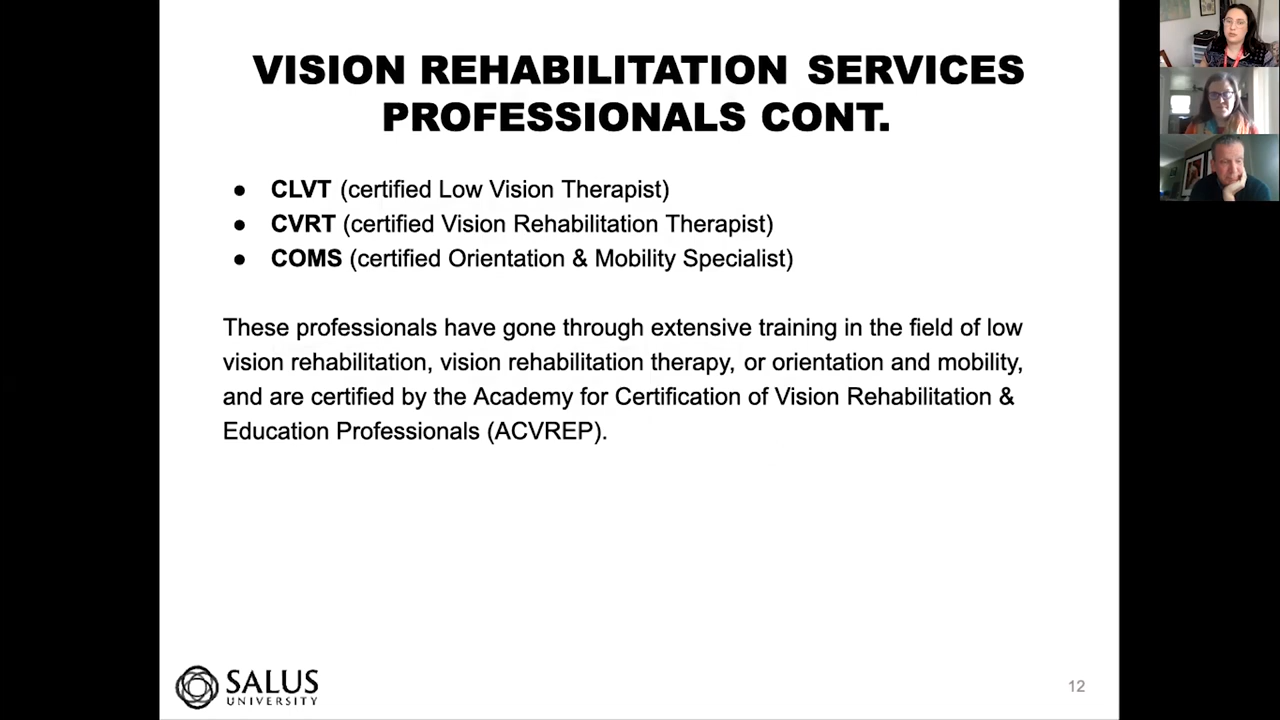 VISION REHABILITATION SERVICES
PROFESSIONALS CONT.
● CLVT (certified Low Vision Therapist)
● CVRT (certified Vision Rehabilitation Therapist)
● COMS (certified Orientation & Mobility Specialist)
These professionals have gone through extensive training in the field of low
vision rehabilitation, vision rehabilitation therapy, or orientation and mobility,
and are certified by the Academy for Certification of Vision Rehabilitation &
Education Professionals (ACVREP).
SALUS
UNIVERSITY
12